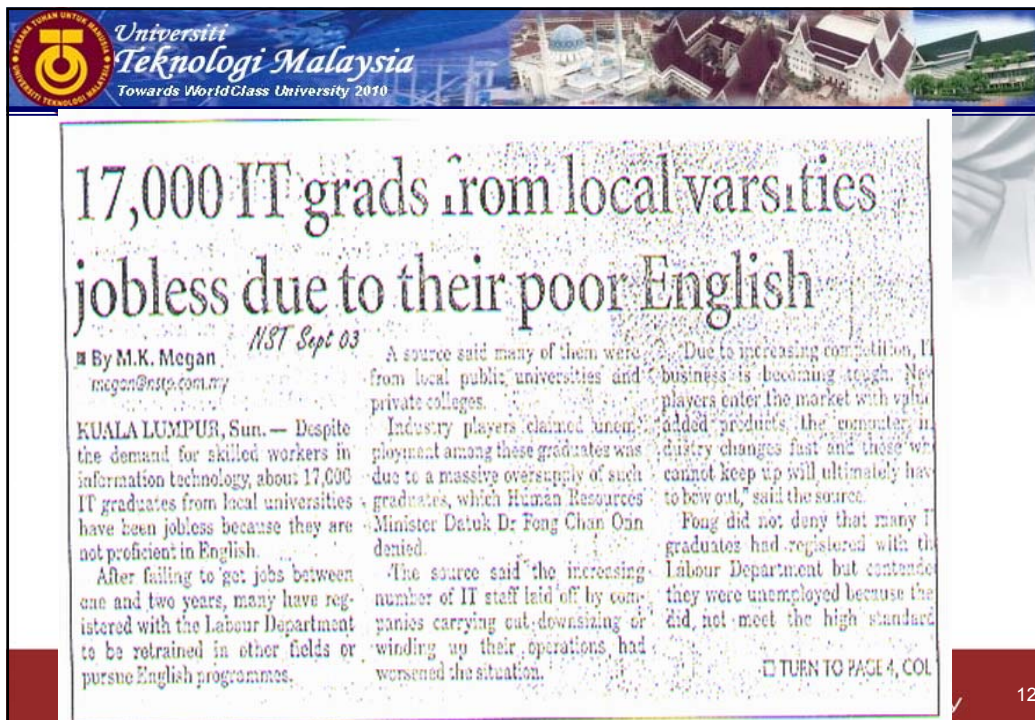 Universiti
Teknologi Malaysia
Towards WorldClass University 2010
17,000 IT grads from local varsities
jobless due to their poor English
NST Sept 03
By M.K. Megan
megan@nstp.com.my
KUALA LUMPUR, Sun. — Despite
the demand for skilled workers in
information technology, about 17,000
IT graduates from local universities
have been jobless because they are
not proficient in English.
After failing to get jobs between
one and two years, many have reg-
istered with the Labour Department
to be retrained in other fields or
pursue English programmes.
A source said many of them were
from local public universities and
private colleges.
Industry players claimed unem-
ployment among these graduates was
due to a massive oversupply of such
graduates, which Human Resources
Minister Datuk Dr Fong Chan Onn
denied.
The source said the increasing
number of IT staff laid off by com-
panies carrying out downsizing or
winding up their operations had
worsened the situation.
"Due to increasing competition,
business is becoming tough. New
players enter the market with value
added products, the computer in
dustry changes fast and those wh
cannot keep up will ultimately hav
to bow out," said the source.
Fong did not deny that many I
graduates had registered with th
Labour Department but contende
they were unemployed because the
did not meet the high standard
TURN TO PAGE 4, COL
12